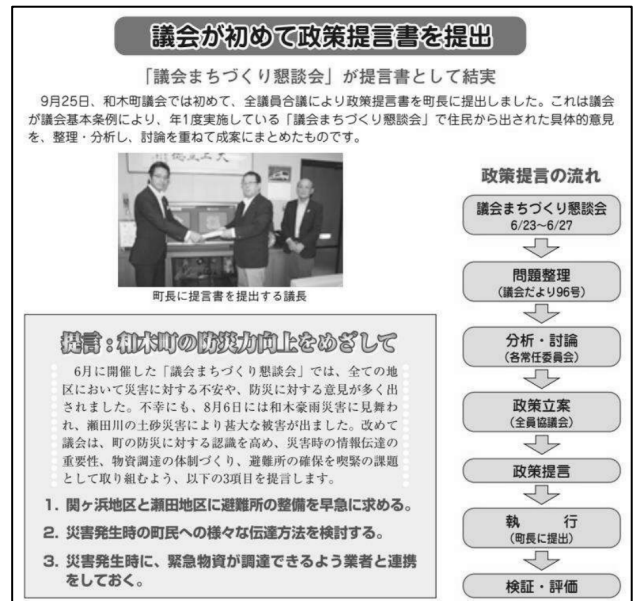 議会が初めて政策提言書を提出
「議会まちづくり懇談会」が提言書として結実
9月25日、和木町議会では初めて、全議員合議により政策提言書を町長に提出しました。これは議会
が議会基本条例により、年1度実施している「議会まちづくり懇談会」で住民から出された具体的意見
を、整理・分析し、討論を重ねて成案にまとめたものです。
町長に提言書を提出する議長
提言:和木町の防災力向上をめざして
6月に開催した「議会まちづくり懇談会」では、全ての地
区において災害に対する不安や、防災に対する意見が多く出
されました。不幸にも、8月6日には和木豪雨災害に見舞わ
れ、瀬田川の土砂災害により甚大な被害が出ました。改めて
議会は、町の防災に対する認識を高め、災害時の情報伝達の
重要性、物資調達の体制づくり、避難所の確保を喫緊の課題
として取り組むよう、以下の3項目を提言します。
1. 関ヶ浜地区と瀬田地区に避難所の整備を早急に求める。
2. 災害発生時の町民への様々な伝達方法を検討する。
3. 災害発生時に、緊急物資が調達できるよう業者と連携
をしておく。
政策提言の流れ
議会まちづくり懇談会
6/23~6/27
問題整理
(議会だより96号)
分析・討論
(各常任委員会)
政策立案
(全員協議会)
政策提言
執 行
(町長に提出)
検証・評価